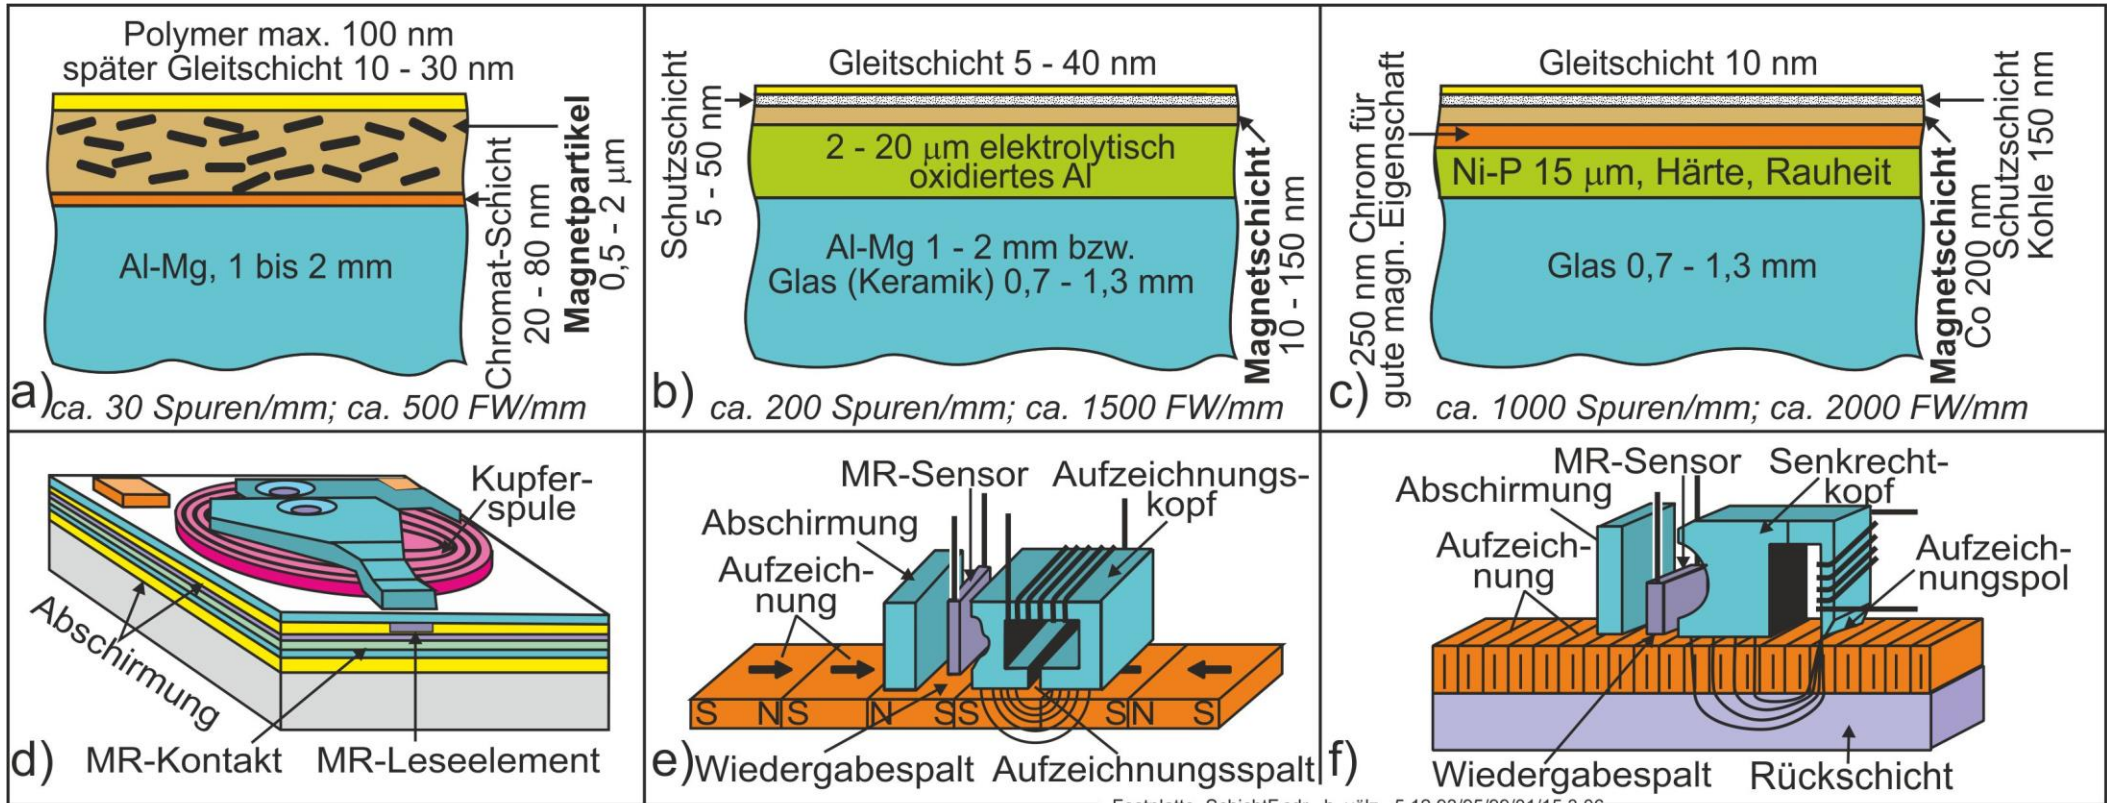 Polymer max. 100 nm
später Gleitschicht 10 - 30 nm
Al-Mg, 1 bis 2 mm
Chromat-Schicht
20 - 80 nm
Magnetpartikel
0,5 - 2 μm
a)
ca. 30 Spuren/mm; ca. 500 FW/mm
Schutzschicht
5 - 50 nm
Gleitschicht 5 - 40 nm
2 - 20 μm elektrolytisch
oxidiertes Al
Al-Mg 1 - 2 mm bzw.
Glas (Keramik) 0,7 - 1,3 mm
Magnetschicht
10 - 150 nm
b)
ca. 200 Spuren/mm; ca. 1500 FW/mm
250 nm Chrom für
gute magn. Eigenschaft
Gleitschicht 10 nm
Ni-P 15 μm, Härte, Rauheit
Glas 0,7 - 1,3 mm
Magnetschicht
Co 200 nm
Schutzschicht
Kohle 150 nm
c)
ca. 1000 Spuren/mm; ca. 2000 FW/mm
Kupfer-
spule
Abschirmung
d)
MR-Kontakt
MR-Leseelement
MR-Sensor
Aufzeichnungs-
kopf
Abschirmung
Aufzeich-
nung
S N S N S S S N S
e)
Wiedergabespalt
Aufzeichnungsspalt
MR-Sensor
Senkrecht-
kopf
Abschirmung
Aufzeich-
nung
Aufzeich-
nungspol
f)
Wiedergabespalt
Rückschicht